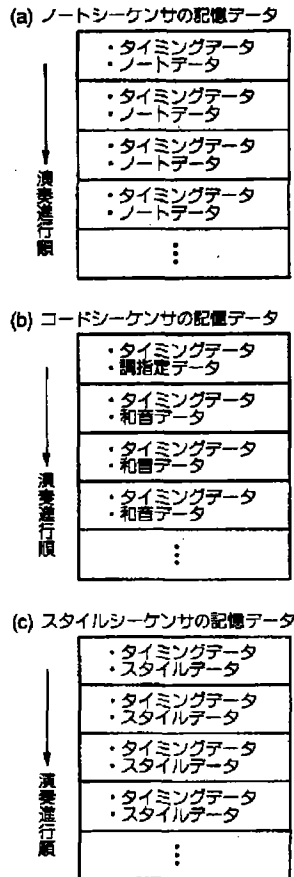 (a) ノートシーケンサの記憶データ
・タイミングデータ
・ノートデータ
・タイミングデータ
・ノートデータ
・タイミングデータ
・ノートデータ
・タイミングデータ
・ノートデータ
⋮
演奏進行順
(b) コードシーケンサの記憶データ
・タイミングデータ
・調指定データ
・タイミングデータ
・和音データ
・タイミングデータ
・和音データ
・タイミングデータ
・和音データ
⋮
演奏進行順
(c) スタイルシーケンサの記憶データ
・タイミングデータ
・スタイルデータ
・タイミングデータ
・スタイルデータ
・タイミングデータ
・スタイルデータ
・タイミングデータ
・スタイルデータ
⋮
演奏進行順